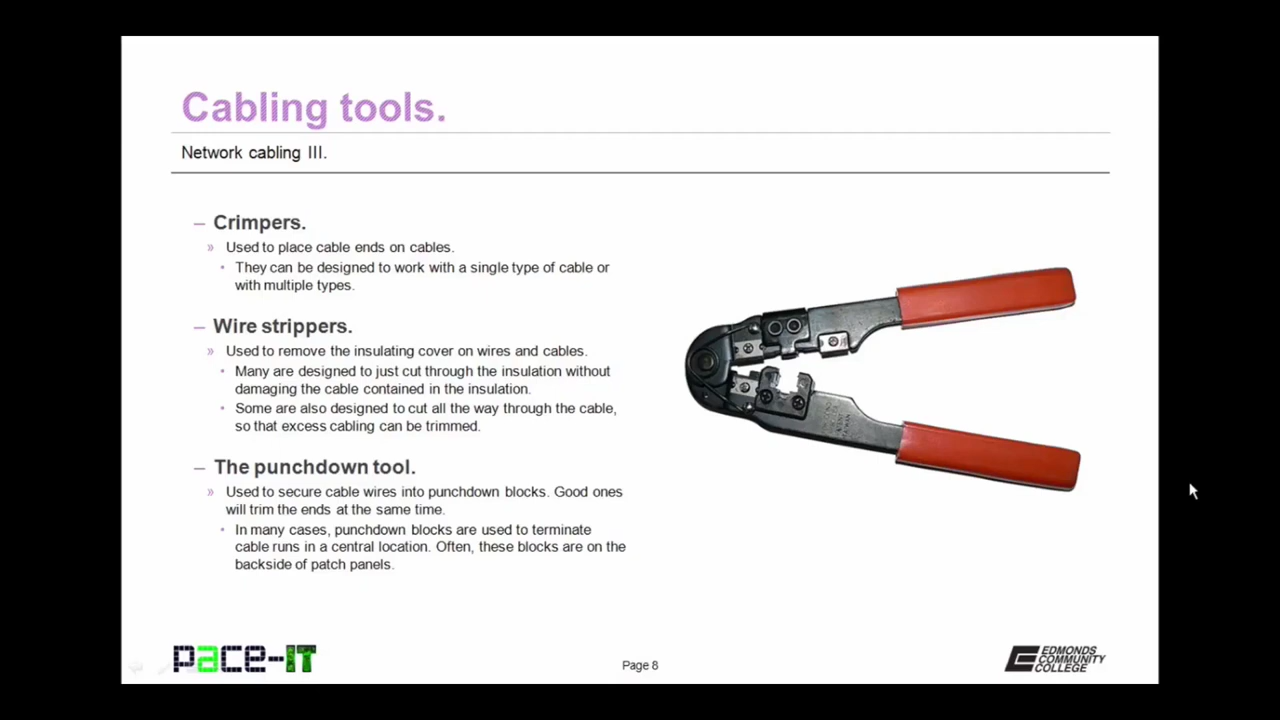 Cabling tools.
Network cabling III.
– Crimpers.
» Used to place cable ends on cables.
• They can be designed to work with a single type of cable or
with multiple types.
– Wire strippers.
» Used to remove the insulating cover on wires and cables.
• Many are designed to just cut through the insulation without
damaging the cable contained in the insulation.
• Some are also designed to cut all the way through the cable,
so that excess cabling can be trimmed.
– The punchdown tool.
» Used to secure cable wires into punchdown blocks. Good ones
will trim the ends at the same time.
• In many cases, punchdown blocks are used to terminate
cable runs in a central location. Often, these blocks are on the
backside of patch panels.
pace-IT
Page 8
EDMONDS
COMMUNITY
COLLEGE